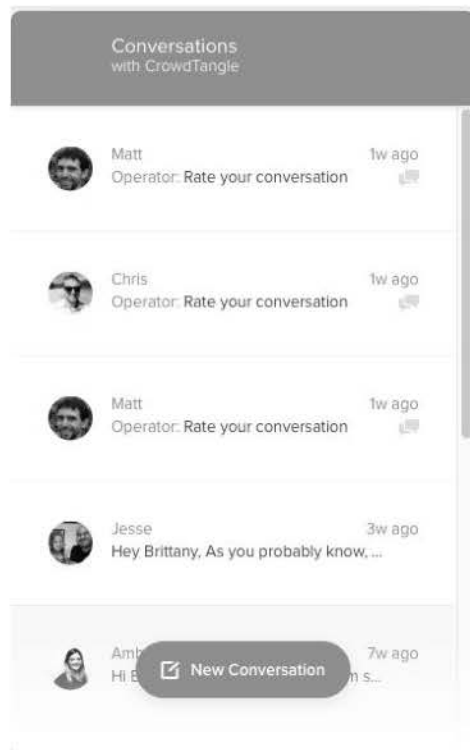 Conversations
with CrowdTangle
Matt 1w ago
Operator: Rate your conversation
Chris 1w ago
Operator: Rate your conversation
Matt 1w ago
Operator: Rate your conversation
Jesse 3w ago
Hey Brittany, As you probably know, ...
7w ago
Hi
New Conversation